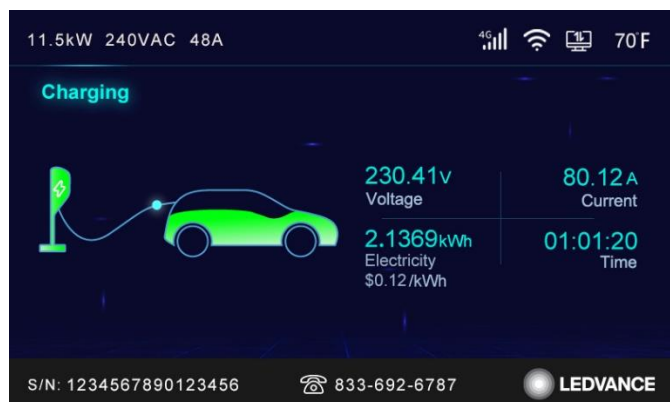 11.5kW 240VAC 48A
4G
70°F
Charging
230.41V
Voltage
80.12A
Current
2.1369kWh
Electricity
$0.12/kWh
01:01:20
Time
S/N: 1234567890123456
833-692-6787
LEDVANCE